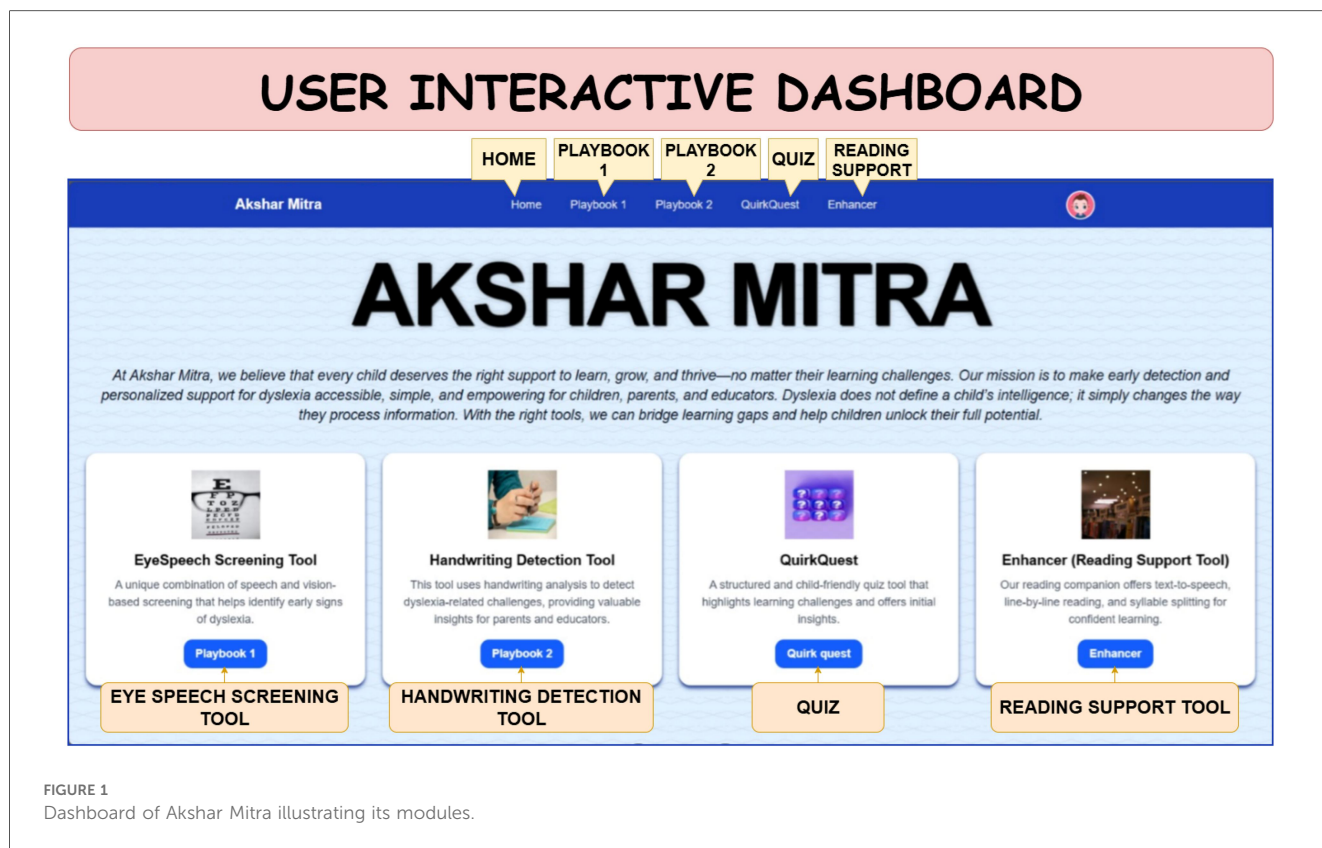 USER INTERACTIVE DASHBOARD
HOME
PLAYBOOK
1
PLAYBOOK
2
QUIZ
READING
SUPPORT
Akshar Mitra
Home
Playbook 1
Playbook 2
QuirkQuest
Enhancer
AKSHAR MITRA
At Akshar Mitra, we believe that every child deserves the right support to learn, grow, and thrive—no matter their learning challenges. Our mission is to make early detection and
personalized support for dyslexia accessible, simple, and empowering for children, parents, and educators. Dyslexia does not define a child's intelligence; it simply changes the way
they process information. With the right tools, we can bridge learning gaps and help children unlock their full potential.
E
F P
T O Z
EyeSpeech Screening Tool
A unique combination of speech and vision-
based screening that helps identify early signs
of dyslexia.
Playbook 1
EYE SPEECH SCREENING
TOOL
Handwriting Detection Tool
This tool uses handwriting analysis to detect
dyslexia-related challenges, providing valuable
insights for parents and educators.
Playbook 2
HANDWRITING DETECTION
TOOL
QuirkQuest
A structured and child-friendly quiz tool that
highlights learning challenges and offers initial
insights.
Quirk quest
QUIZ
Enhancer (Reading Support Tool)
Our reading companion offers text-to-speech,
line-by-line reading, and syllable splitting for
confident learning.
Enhancer
READING SUPPORT TOOL
FIGURE 1
Dashboard of Akshar Mitra illustrating its modules.